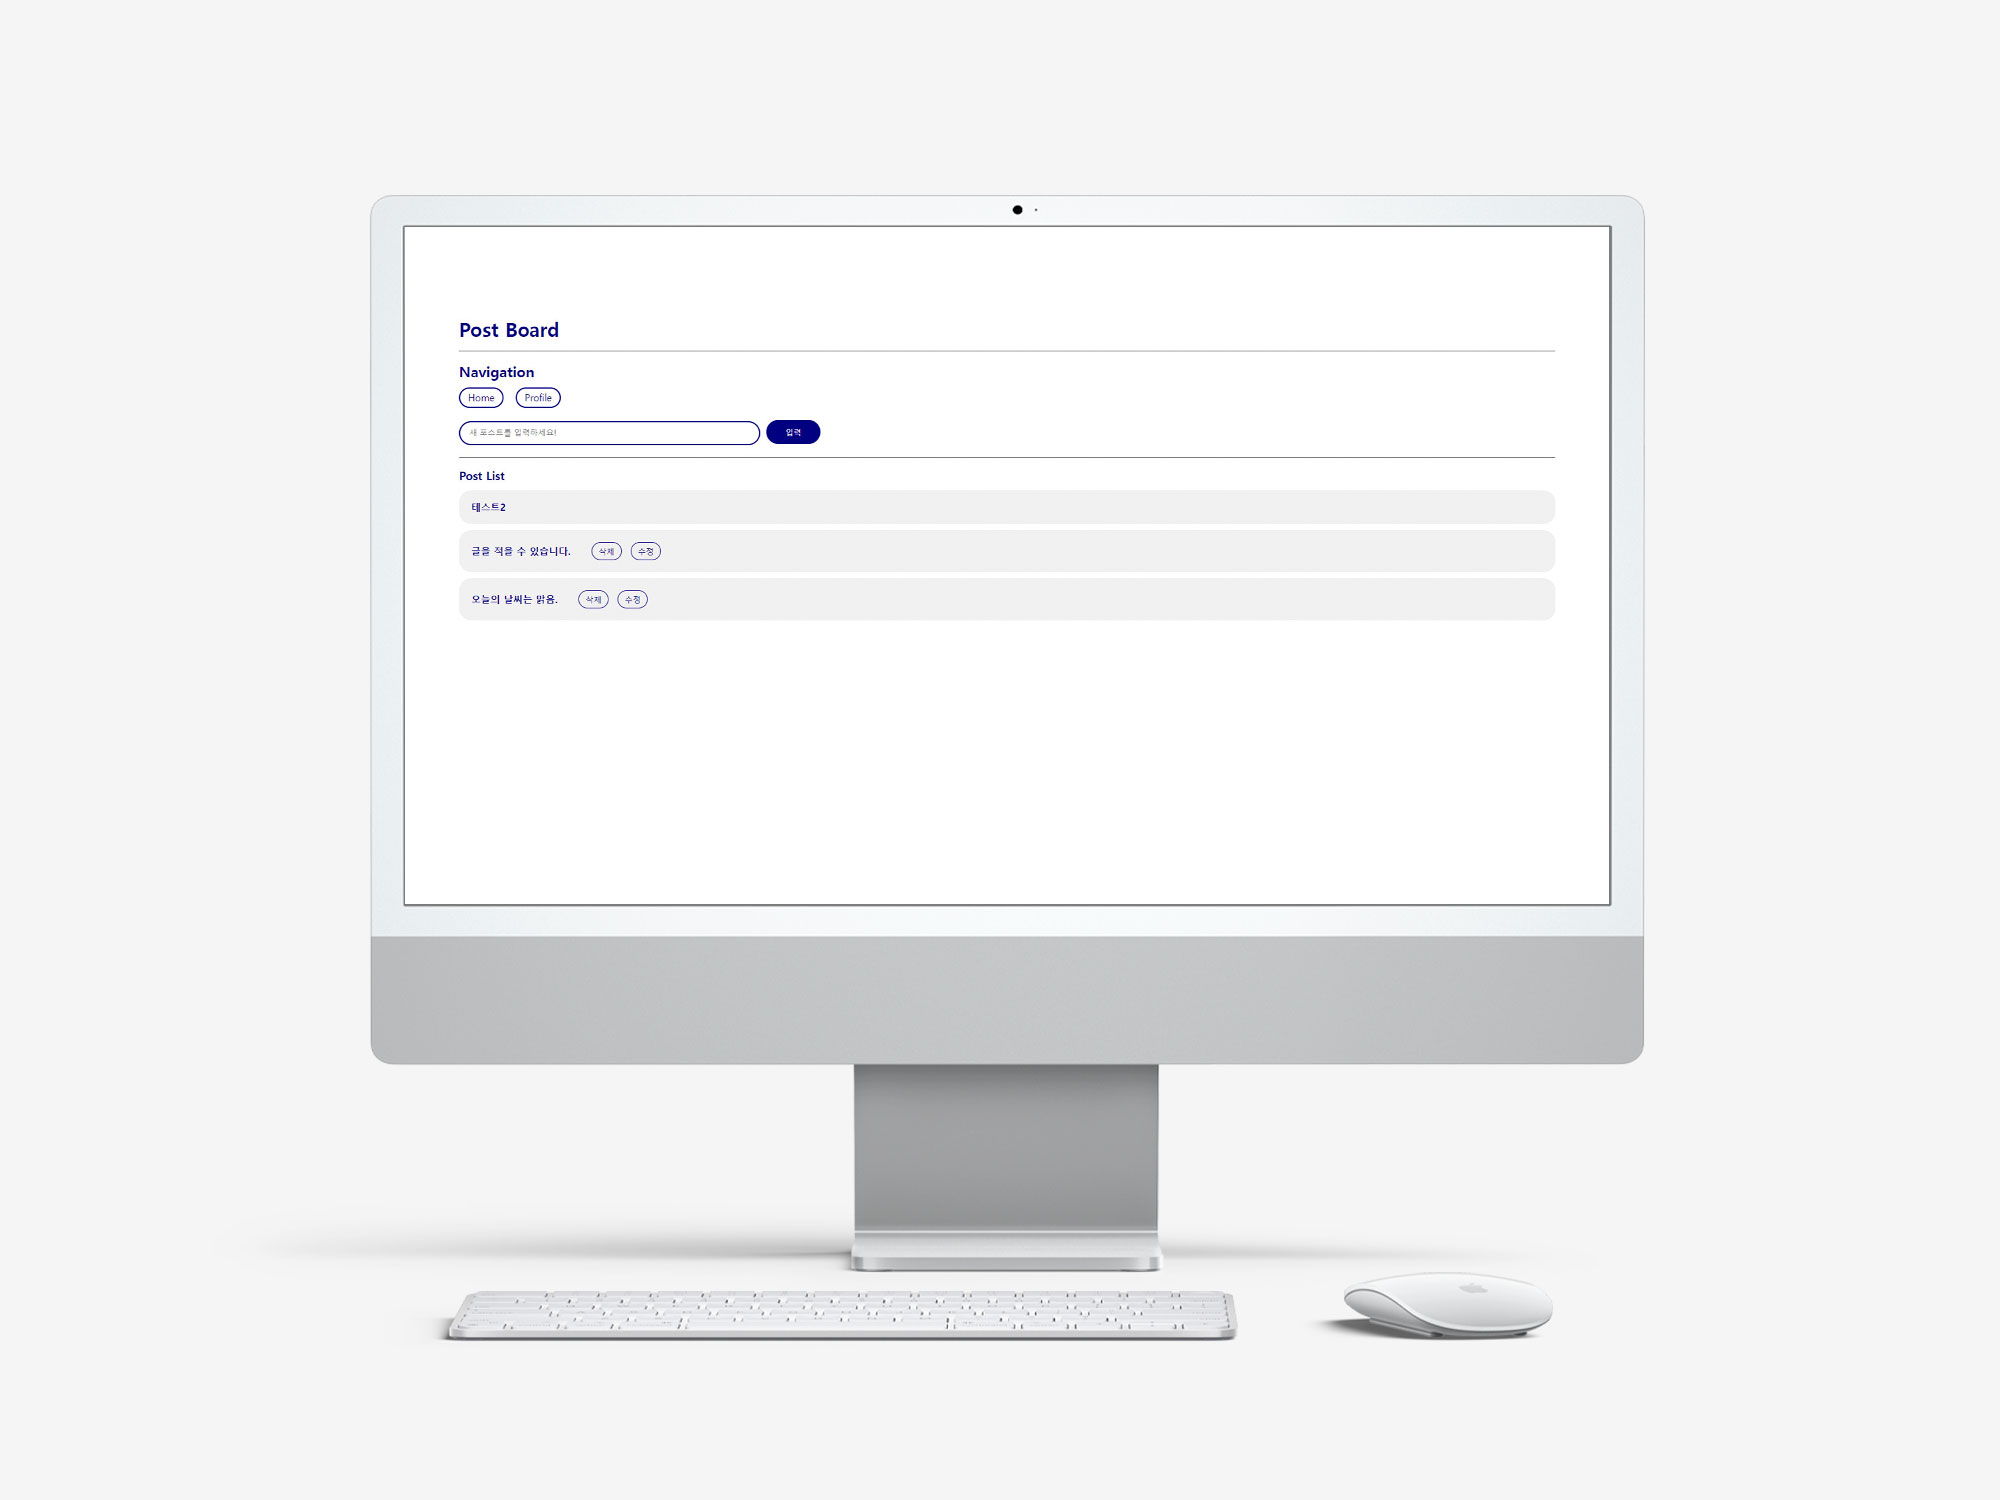 Post Board
Navigation
Home Profile
새 포스트를 입력하세요! 입력
Post List
테스트2
글을 적을 수 있습니다. 삭제 수정
오늘의 날씨는 맑음. 삭제 수정